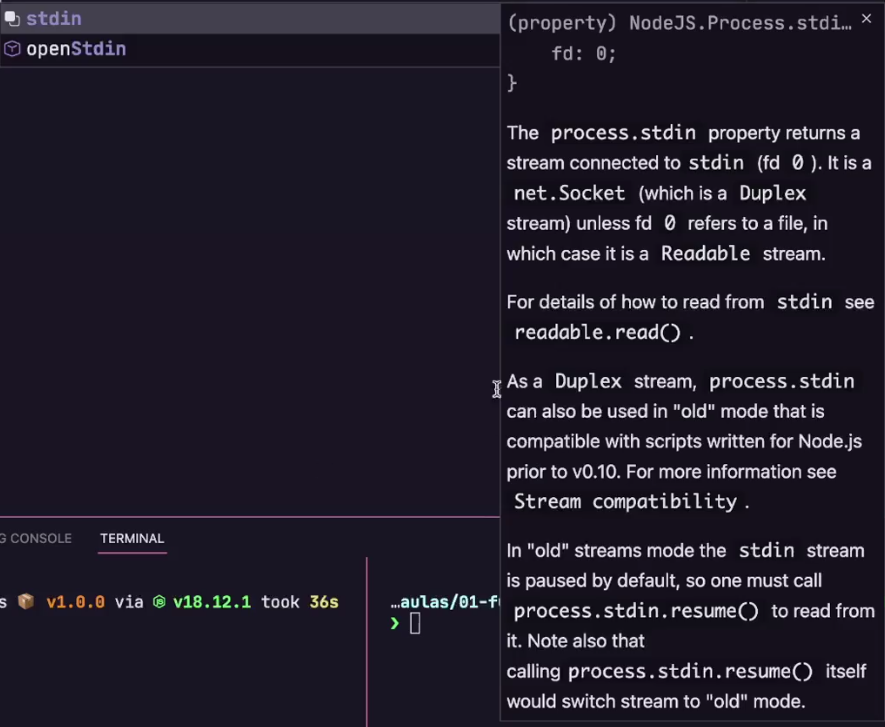 stdin
openStdin
(property) NodeJS.Process.stdi…
fd: 0;
}
The process.stdin property returns a
stream connected to stdin (fd 0 ). It is a
net.Socket (which is a Duplex
stream) unless fd 0 refers to a file, in
which case it is a Readable stream.
For details of how to read from stdin see
readable.read() .
As a Duplex stream, process.stdin
can also be used in "old" mode that is
compatible with scripts written for Node.js
prior to v0.10. For more information see
Stream compatibility .
In "old" streams mode the stdin stream
is paused by default, so one must call
process.stdin.resume() to read from
it. Note also that
calling process.stdin.resume() itself
would switch stream to "old" mode.
G CONSOLE TERMINAL
s 📦 v1.0.0 via v18.12.1 took 36s
…aulas/01-f
❯